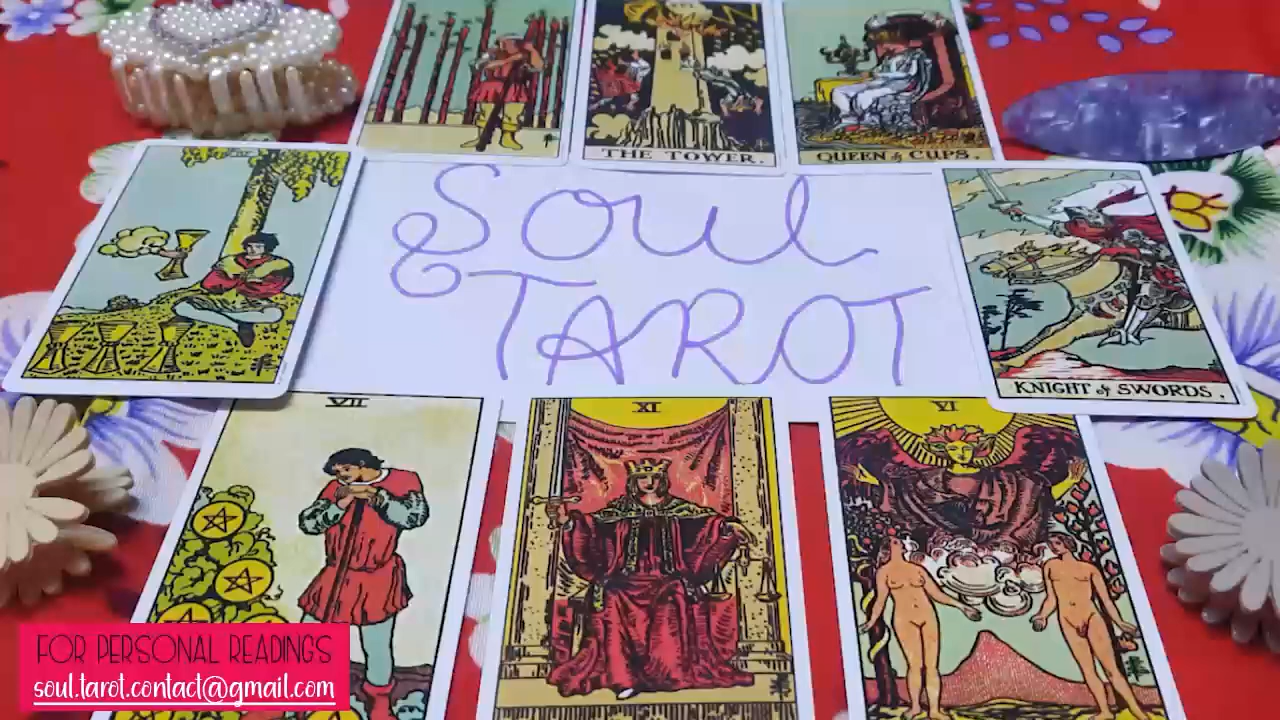 THE TOWER.
QUEEN of CUPS.
Soul
TAROT
KNIGHT of SWORDS.
VII
XI
VI
FOR PERSONAL READINGS
soul.tarot.contact@gmail.com